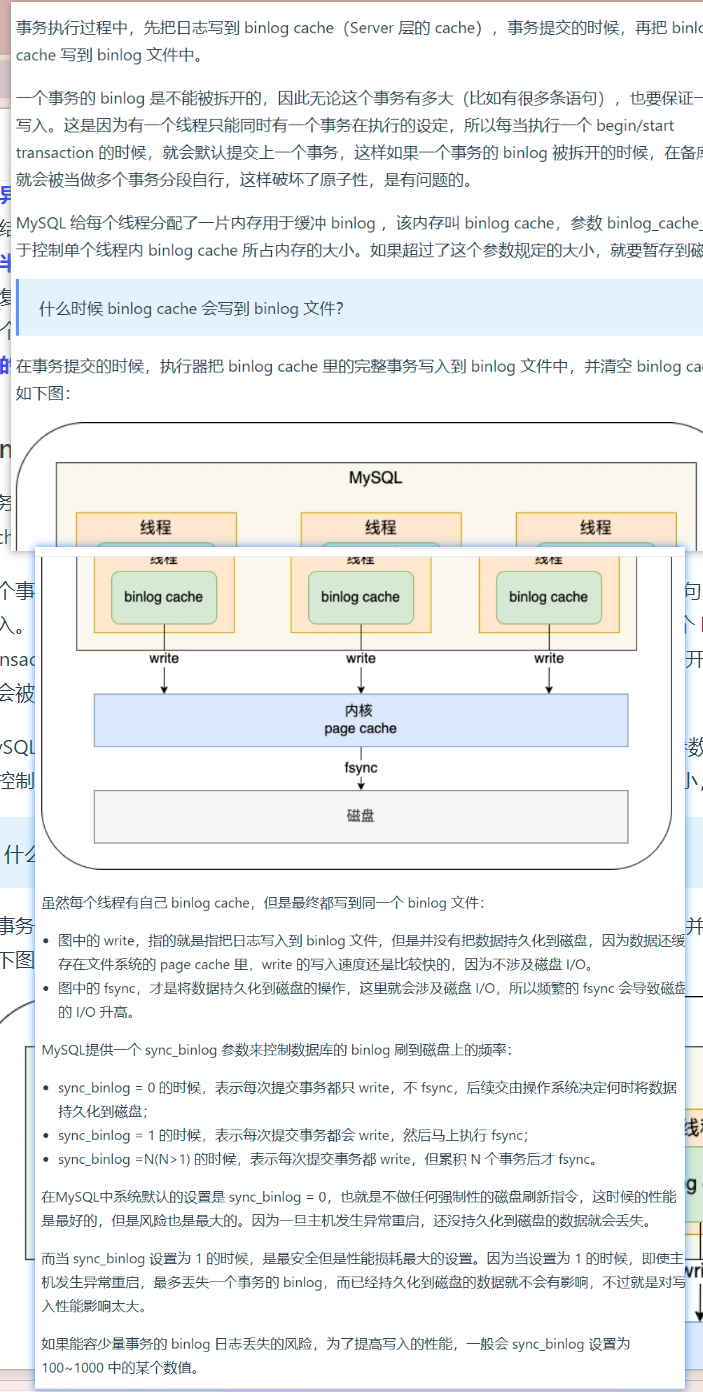 事务执行过程中，先把日志写到 binlog cache（Server 层的 cache），事务提交的时候，再把 binlo
cache 写到 binlog 文件中。
一个事务的 binlog 是不能被拆开的，因此无论这个事务有多大（比如有很多条语句），也要保证一
写入。这是因为有一个线程只能同时有一个事务在执行的设定，所以每当执行一个 begin/start
transaction 的时候，就会默认提交上一个事务，这样如果一个事务的 binlog 被拆开的时候，在备库
就会被当做多个事务分段自行，这样破坏了原子性，是有问题的。
MySQL 给每个线程分配了一片内存用于缓冲 binlog ，该内存叫 binlog cache，参数 binlog_cache_
于控制单个线程内 binlog cache 所占内存的大小。如果超过了这个参数规定的大小，就要暂存到磁
什么时候 binlog cache 会写到 binlog 文件？
在事务提交的时候，执行器把 binlog cache 里的完整事务写入到 binlog 文件中，并清空 binlog cac
如下图：
MySQL
线程 线程 线程
线程 线程 线程
binlog cache binlog cache binlog cache
write write write
内核
page cache
fsync
磁盘
虽然每个线程有自己 binlog cache，但是最终都写到同一个 binlog 文件：
图中的 write，指的就是指把日志写入到 binlog 文件，但是并没有把数据持久化到磁盘，因为数据还缓
存在文件系统的 page cache 里，write 的写入速度还是比较快的，因为不涉及磁盘 I/O。
图中的 fsync，才是将数据持久化到磁盘的操作，这里就会涉及磁盘 I/O，所以频繁的 fsync 会导致磁盘
的 I/O 升高。
MySQL提供一个 sync_binlog 参数来控制数据库的 binlog 刷到磁盘上的频率：
sync_binlog = 0 的时候，表示每次提交事务都只 write，不 fsync，后续交由操作系统决定何时将数据
持久化到磁盘；
sync_binlog = 1 的时候，表示每次提交事务都会 write，然后马上执行 fsync；
sync_binlog =N(N>1) 的时候，表示每次提交事务都 write，但累积 N 个事务后才 fsync。
在MySQL中系统默认的设置是 sync_binlog = 0，也就是不做任何强制性的磁盘刷新指令，这时候的性能
是最好的，但是风险也是最大的。因为一旦主机发生异常重启，还没持久化到磁盘的数据就会丢失。
而当 sync_binlog 设置为 1 的时候，是最安全但是性能损耗最大的设置。因为当设置为 1 的时候，即使主
机发生异常重启，最多丢失一个事务的 binlog，而已经持久化到磁盘的数据就不会有影响，不过就是对写
入性能影响太大。
如果能容少量事务的 binlog 日志丢失的风险，为了提高写入的性能，一般会 sync_binlog 设置为
100~1000 中的某个数值。